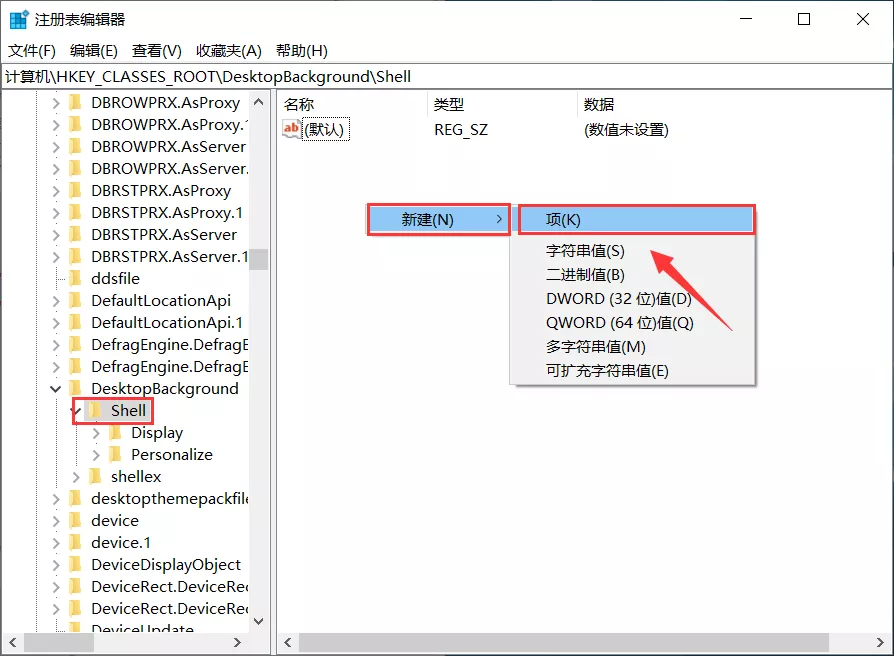 注册表编辑器
文件(F) 编辑(E) 查看(V) 收藏夹(A) 帮助(H)
计算机\HKEY_CLASSES_ROOT\DesktopBackground\Shell
DBROWPRX.AsProxy
DBROWPRX.AsProxy.1
DBROWPRX.AsServer
DBROWPRX.AsServer.
DBRSTPRX.AsProxy
DBRSTPRX.AsProxy.1
DBRSTPRX.AsServer
DBRSTPRX.AsServer.1
ddsfile
DefaultLocationApi
DefaultLocationApi.1
DefragEngine.DefragE
DefragEngine.DefragE
DesktopBackground
Shell
Display
Personalize
shellex
desktopthemepackfile
device
device.1
DeviceDisplayObject
DeviceRect.DeviceRec
DeviceRect.DeviceRec
DeviceUpdate
名称 类型 数据
ab (默认) REG_SZ (数值未设置)
新建(N)
项(K)
字符串值(S)
二进制值(B)
DWORD (32 位)值(D)
QWORD (64 位)值(Q)
多字符串值(M)
可扩充字符串值(E)